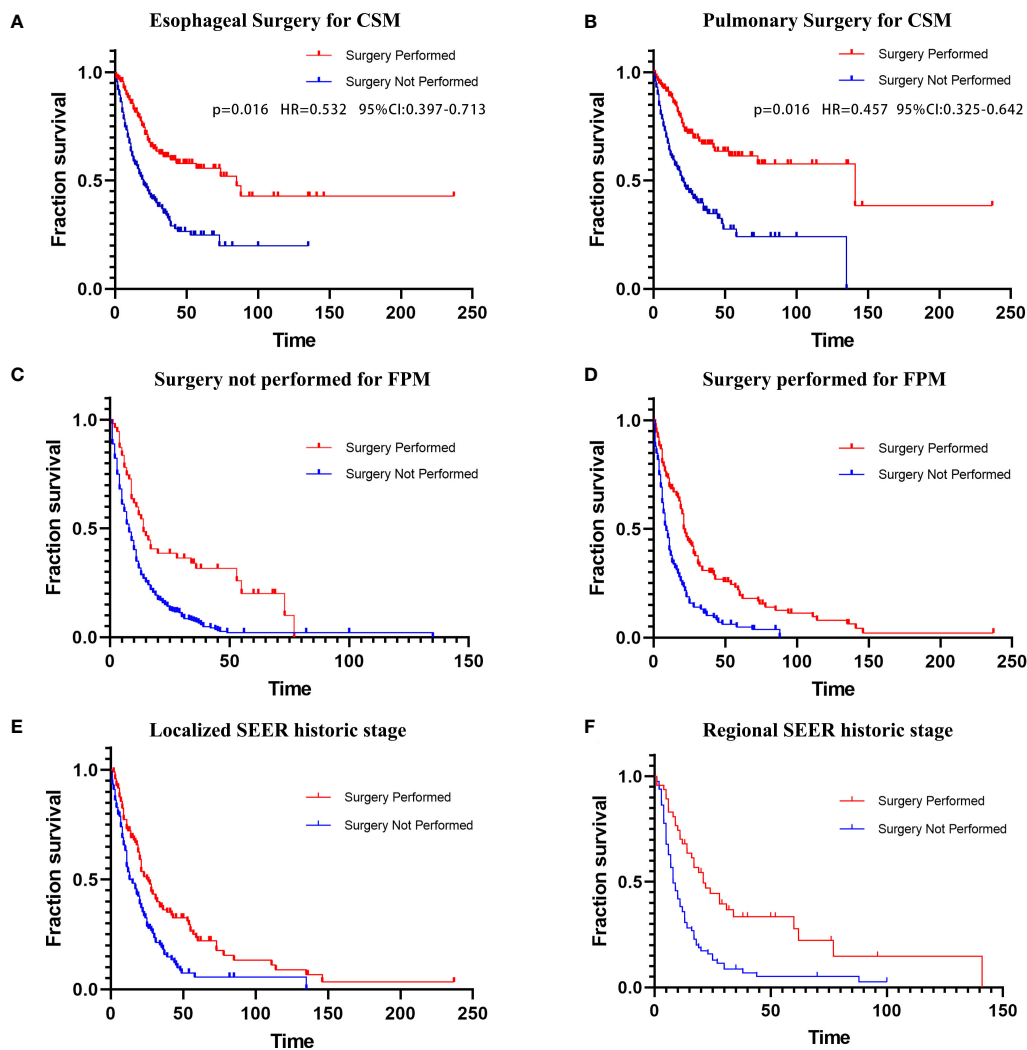 A
Esophageal Surgery for CSM
Surgery Performed
Surgery Not Performed
p=0.016 HR=0.532 95%CI:0.397-0.713
Fraction survival
1.0
0.5
0.0
0 50 100 150 200 250
Time
B
Pulmonary Surgery for CSM
Surgery Performed
Surgery Not Performed
p=0.016 HR=0.457 95%CI:0.325-0.642
Fraction survival
1.0
0.5
0.0
0 50 100 150 200 250
Time
C
Surgery not performed for FPM
Surgery Performed
Surgery Not Performed
Fraction survival
1.0
0.5
0.0
0 50 100 150
Time
D
Surgery performed for FPM
Surgery Performed
Surgery Not Performed
Fraction survival
1.0
0.5
0.0
0 50 100 150 200 250
Time
E
Localized SEER historic stage
Surgery Performed
Surgery Not Performed
Fraction survival
1.0
0.5
0.0
0 50 100 150 200 250
Time
F
Regional SEER historic stage
Surgery Performed
Surgery Not Performed
Fraction survival
1.0
0.5
0.0
0 50 100 150
Time